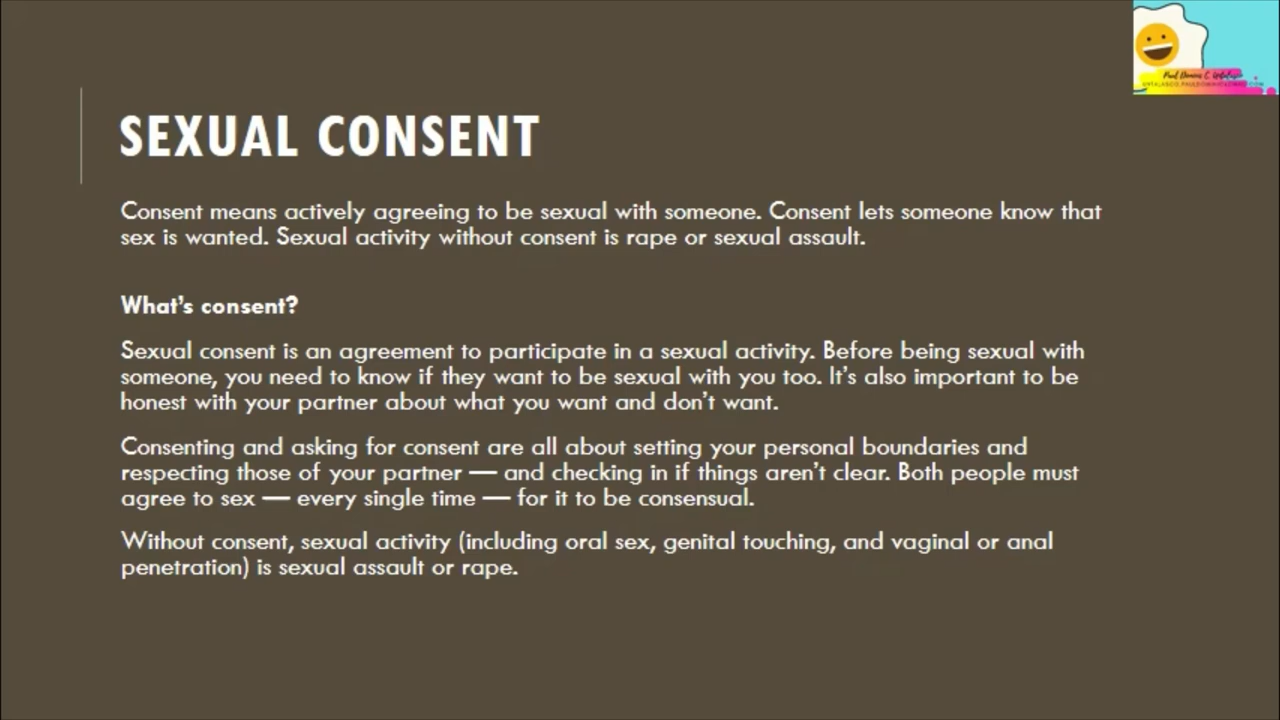 SEXUAL CONSENT
Consent means actively agreeing to be sexual with someone. Consent lets someone know that
sex is wanted. Sexual activity without consent is rape or sexual assault.
What's consent?
Sexual consent is an agreement to participate in a sexual activity. Before being sexual with
someone, you need to know if they want to be sexual with you too. It's also important to be
honest with your partner about what you want and don't want.
Consenting and asking for consent are all about setting your personal boundaries and
respecting those of your partner — and checking in if things aren't clear. Both people must
agree to sex — every single time — for it to be consensual.
Without consent, sexual activity (including oral sex, genital touching, and vaginal or anal
penetration) is sexual assault or rape.